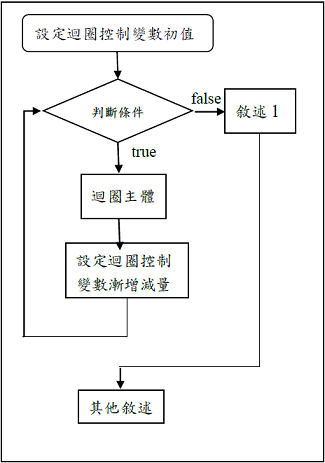 設定迴圈控制變數初值
判斷條件
false
敘述 1
true
迴圈主體
設定迴圈控制
變數漸增減量
其他敘述